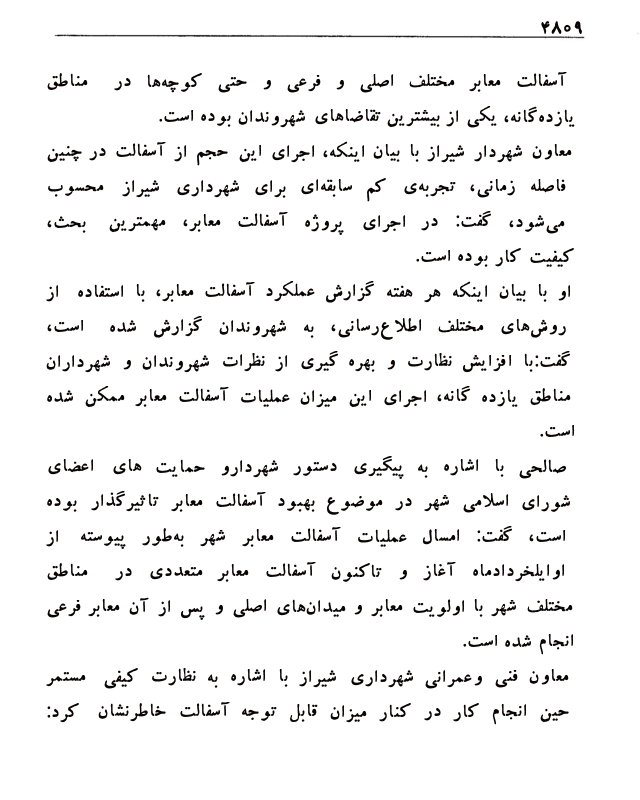 ۴۸۰۹
آسفالت معابر مختلف اصلی و فرعی و حتی کوچه‌ها در مناطق
یازده‌گانه، یکی از بیشترین تقاضاهای شهروندان بوده است.
معاون شهردار شیراز با بیان اینکه، اجرای این حجم از آسفالت در چنین
فاصله زمانی، تجربه‌ی کم سابقه‌ای برای شهرداری شیراز محسوب
می‌شود، گفت: در اجرای پروژه آسفالت معابر، مهمترین بحث،
کیفیت کار بوده است.
او با بیان اینکه هر هفته گزارش عملکرد آسفالت معابر، با استفاده از
روش‌های مختلف اطلاع‌رسانی، به شهروندان گزارش شده است،
گفت:با افزایش نظارت و بهره گیری از نظرات شهروندان و شهرداران
مناطق یازده گانه، اجرای این میزان عملیات آسفالت معابر ممکن شده
است.
صالحی با اشاره به پیگیری دستور شهردارو حمایت های اعضای
شورای اسلامی شهر در موضوع بهبود آسفالت معابر تاثیرگذار بوده
است، گفت: امسال عملیات آسفالت معابر شهر به‌طور پیوسته از
اوایلخردادماه آغاز و تاکنون آسفالت معابر متعددی در مناطق
مختلف شهر با اولویت معابر و میدان‌های اصلی و پس از آن معابر فرعی
انجام شده است.
معاون فنی وعمرانی شهرداری شیراز با اشاره به نظارت کیفی مستمر
حین انجام کار در کنار میزان قابل توجه آسفالت خاطرنشان کرد: